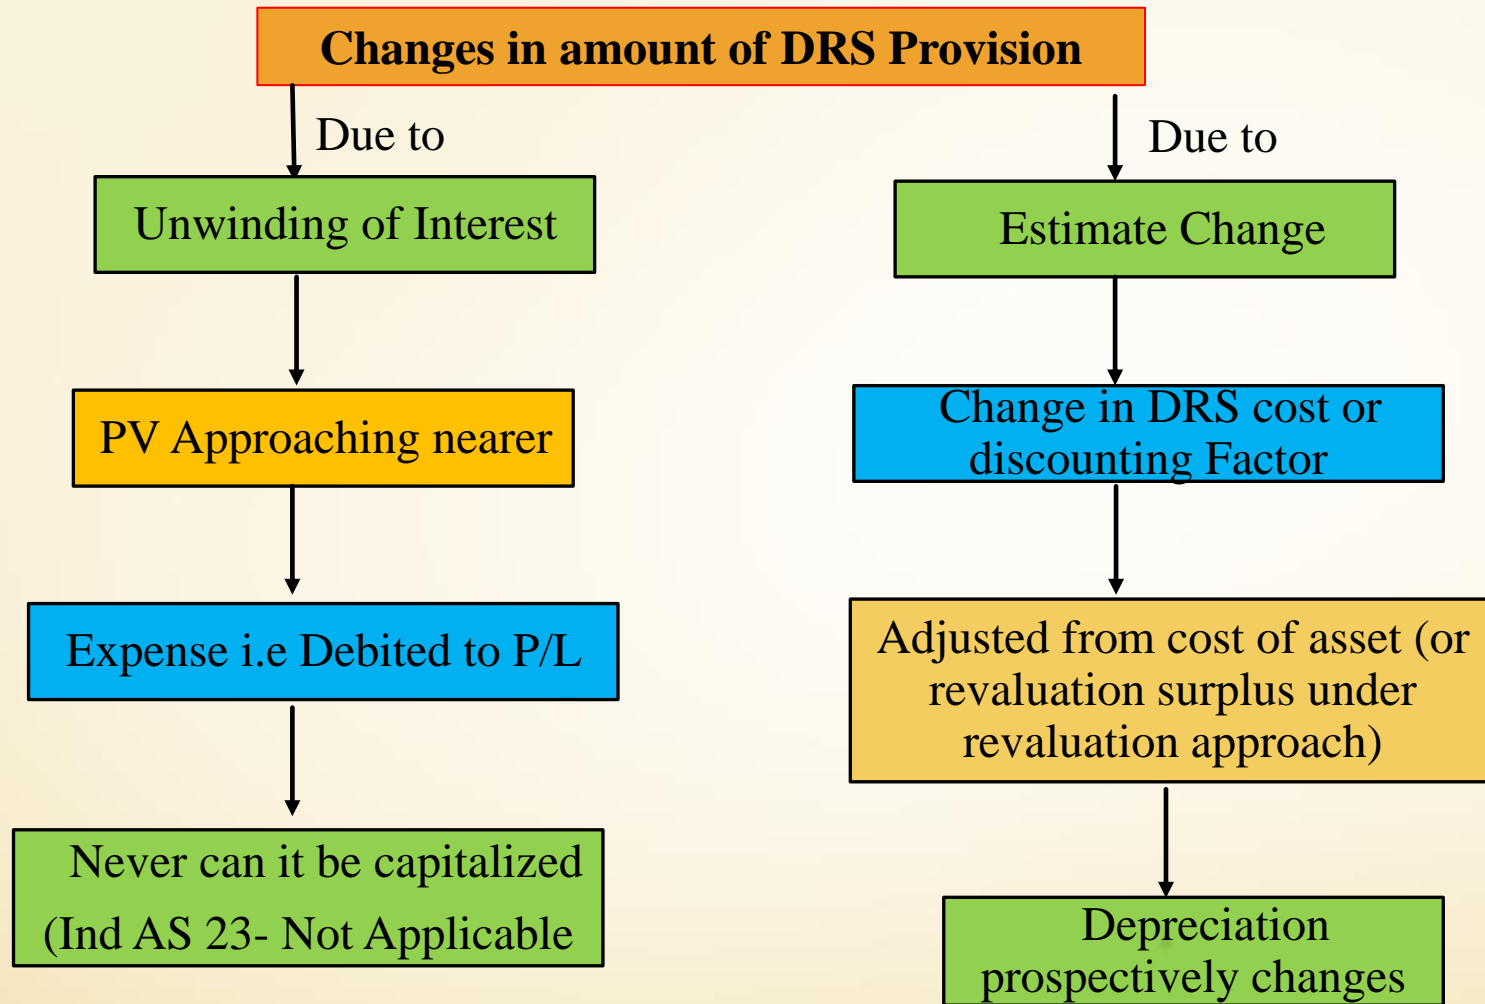 Changes in amount of DRS Provision
Due to
Unwinding of Interest
PV Approaching nearer
Expense i.e Debited to P/L
Never can it be capitalized
(Ind AS 23- Not Applicable
Due to
Estimate Change
Change in DRS cost or
discounting Factor
Adjusted from cost of asset (or
revaluation surplus under
revaluation approach)
Depreciation
prospectively changes